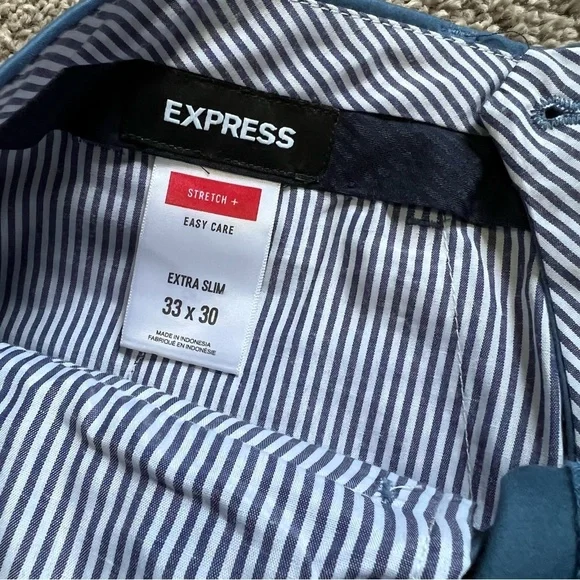 EXPRESS
STRETCH +
EASY CARE
EXTRA SLIM
33 x 30
MADE IN INDONESIA
FABRIQUÉ EN INDONÉSIE